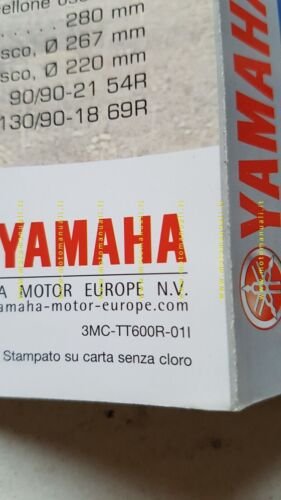 ..... 280 mm
sco, Ø 267 mm
sco, Ø 220 mm
90/90-21 54R
130/90-18 69R
YAMAHA
A MOTOR EUROPE N.V.
yamaha-motor-europe.com
3MC-TT600R-01I
Stampato su carta senza cloro
YAMAHA